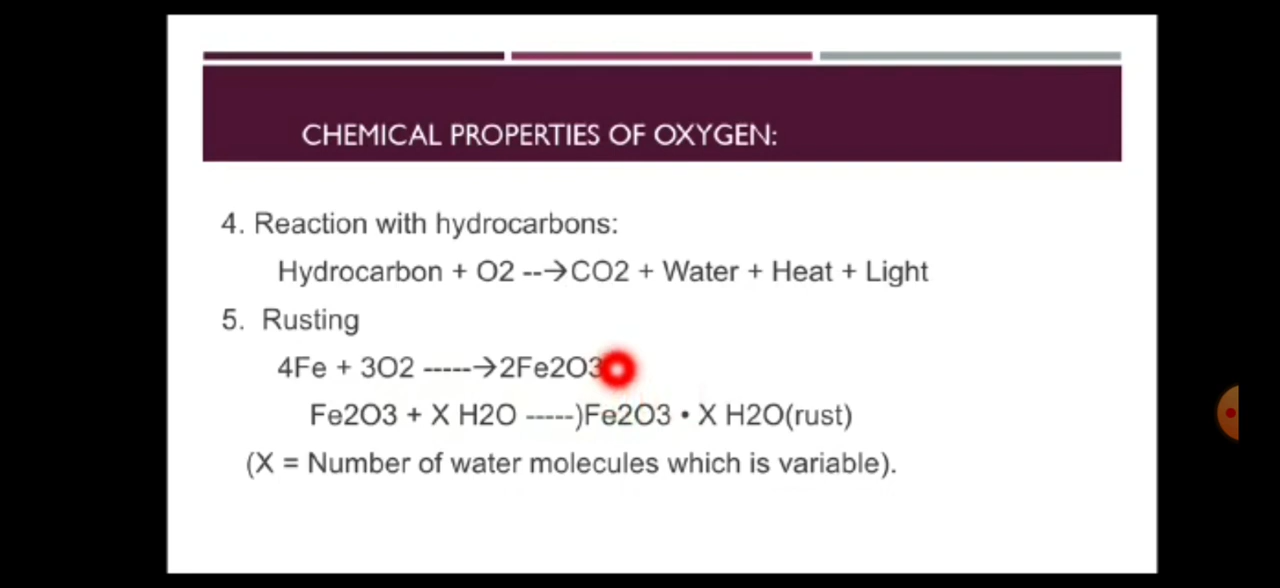 CHEMICAL PROPERTIES OF OXYGEN:
4. Reaction with hydrocarbons:
Hydrocarbon + O2 --→CO2 + Water + Heat + Light
5. Rusting
4Fe + 3O2 -----→2Fe2O3
Fe2O3 + X H2O -----)Fe2O3 • X H2O(rust)
(X = Number of water molecules which is variable).